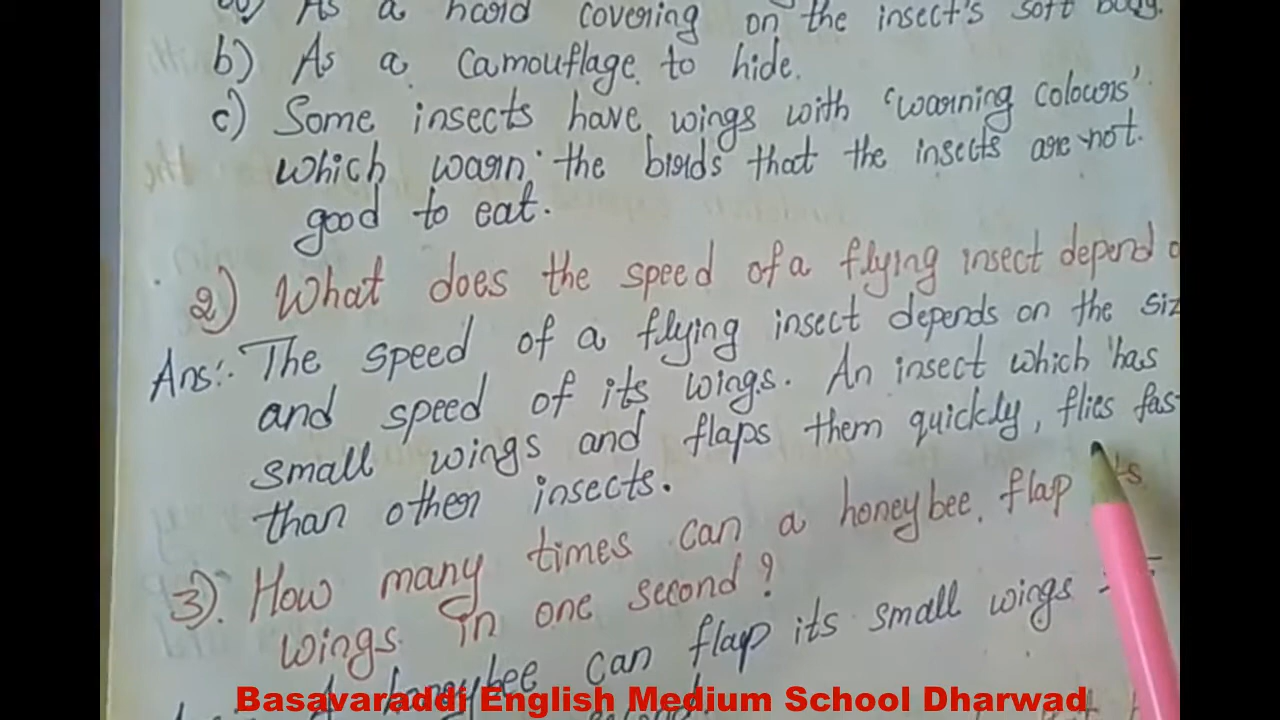 As a hard covering on the insect's soft body.
b) As a camouflage to hide.
c) Some insects have wings with 'warning colours'
which warn the birds that the insects are not
good to eat.
2) What does the speed of a flying insect depend
Ans:- The speed of a flying insect depends on the siz
and speed of its wings. An insect which has
small wings and flaps them quickly, flies fas
than other insects.
3) How many times can a honeybee flap its
wings in one second?
A honeybee can flap its small wings
Basavaraddi English Medium School Dharwad